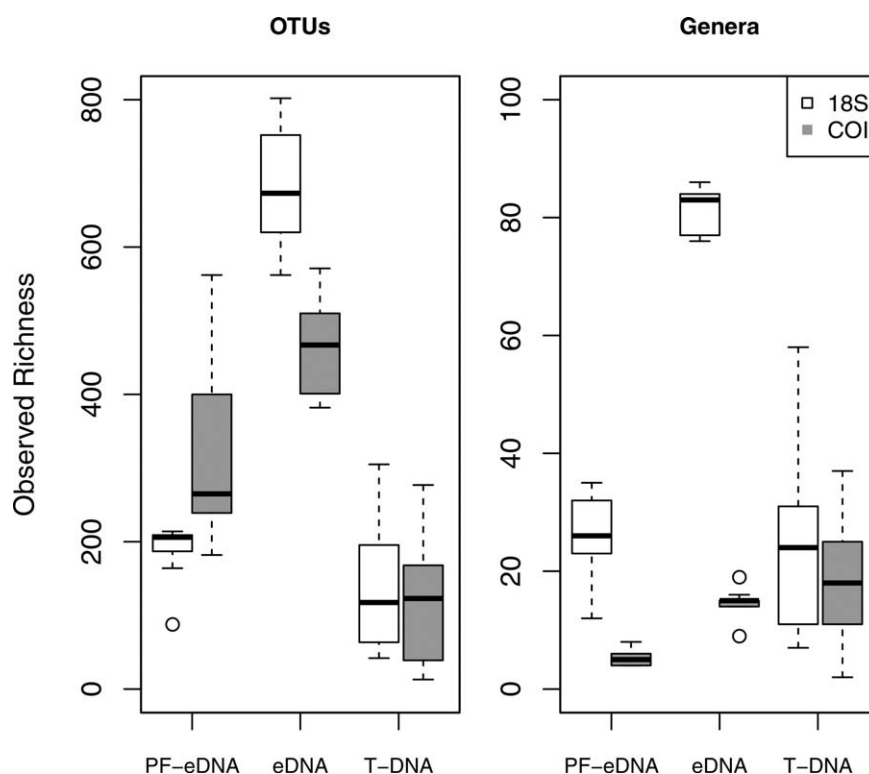 OTUs
Genera
Observed Richness
800
600
400
200
0
PF-eDNA
eDNA
T-DNA
100
80
60
40
20
0
18S
COI
PF-eDNA
eDNA
T-DNA